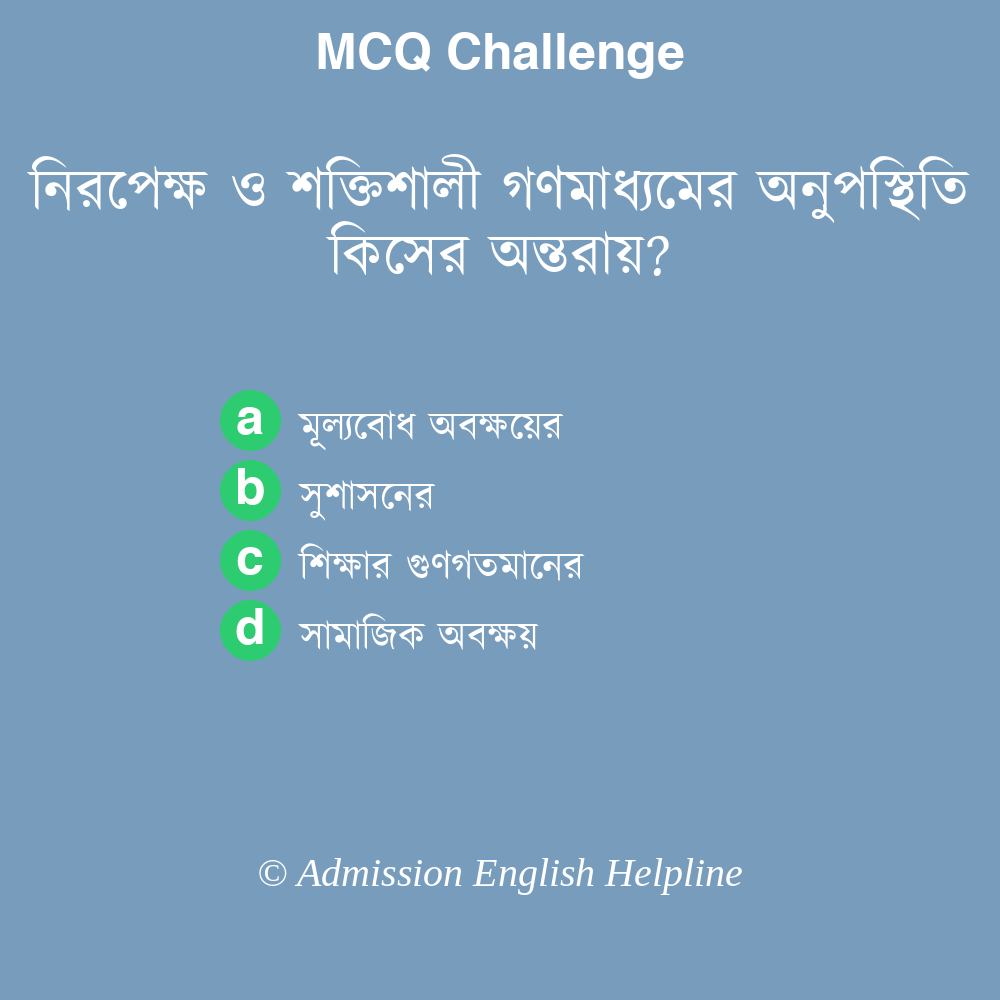 MCQ Challenge
নিরপেক্ষ ও শক্তিশালী গণমাধ্যমের অনুপস্থিতি
কিসের অন্তরায়?
a মূল্যবোধ অবক্ষয়ের
b সুশাসনের
c শিক্ষার গুণগতমানের
d সামাজিক অবক্ষয়
© Admission English Helpline